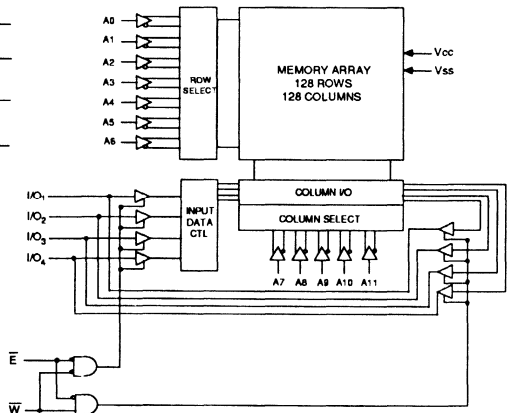 A0
A1
A2
A3
A4
A5
A6
ROW
SELECT
MEMORY ARRAY
128 ROWS
128 COLUMNS
Vcc
Vss
I/O1
I/O2
I/O3
I/O4
INPUT
DATA
CTL
COLUMN I/O
COLUMN SELECT
A7 A8 A9 A10 A11
E
W